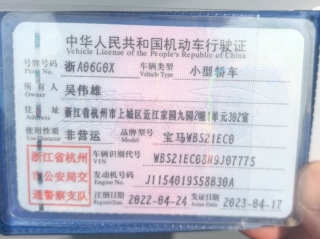 中华人民共和国机动车行驶证
Vehicle License of the People's Republic of China
号牌号码 浙A06G0X 车辆类型 小型轿车
Plate No. Vehicle Type
所有人 吴伟雄
Owner
住址 浙江省杭州市上城区近江家园九园2幢1单元302室
Address
使用性质 非营运 品牌型号 宝马WBS21EC0
Use Character Model
浙江省杭州 车辆识别代号 WBS21EC08N9J07775
VIN
市公安局交 发动机号码 J1154019S58B30A
Engine No.
通警察支队 注册日期 2022-04-24 发证日期 2023-04-17
Register Date Issue Date